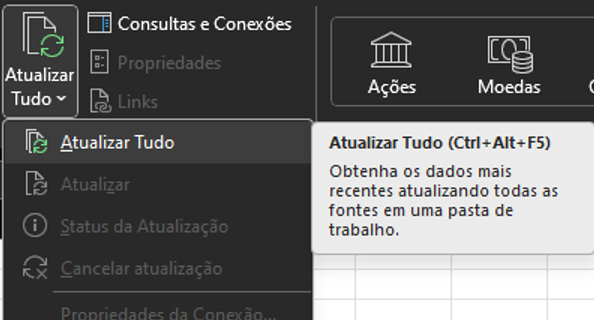 Atualizar
Tudo
Consultas e Conexões
Propriedades
Links
Ações
Moedas
Atualizar Tudo
Atualizar
Status da Atualização
Cancelar atualização
Propriedades da Conexão...
Atualizar Tudo (Ctrl+Alt+F5)
Obtenha os dados mais
recentes atualizando todas as
fontes em uma pasta de
trabalho.